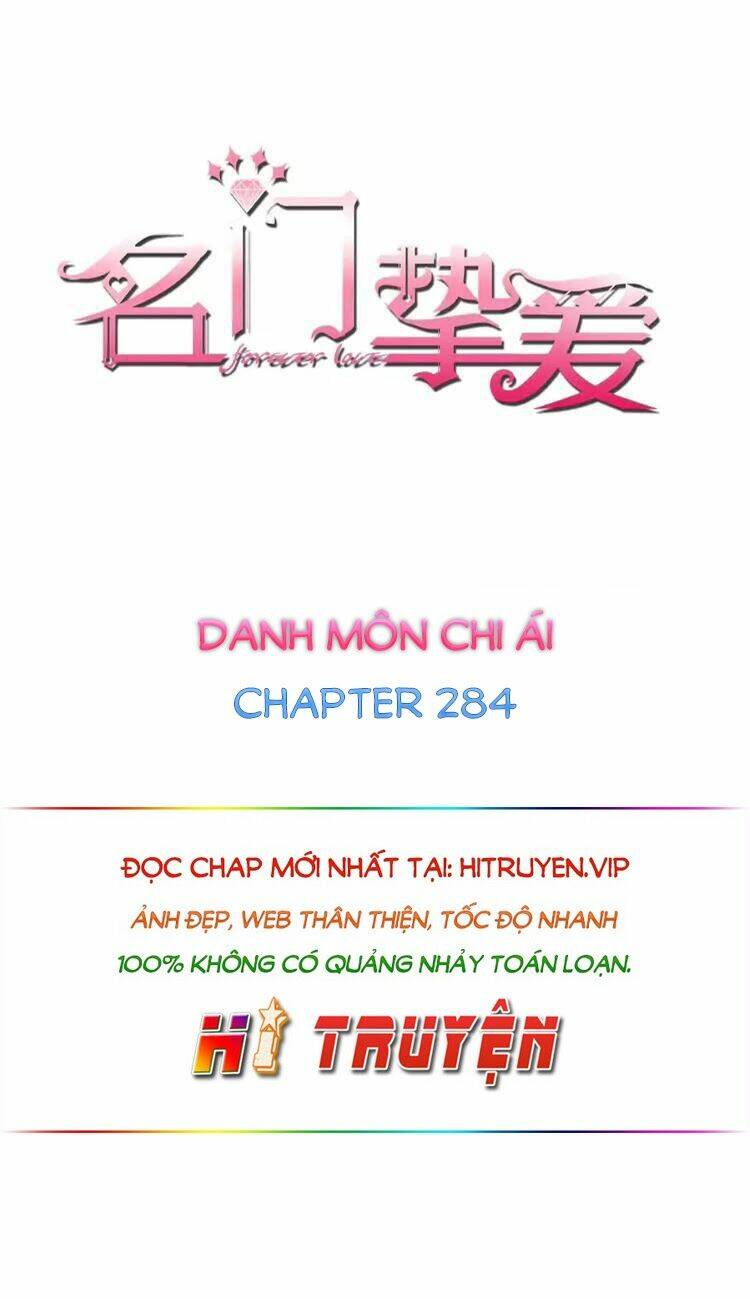 名门挚爱
forever love
DANH MÔN CHI ÁI
CHAPTER 284
ĐỌC CHAP MỚI NHẤT TẠI: HITRUYEN.VIP
ẢNH ĐẸP, WEB THÂN THIỆN, TỐC ĐỘ NHANH
100% KHÔNG CÓ QUẢNG NHẢY TOÁN LOẠN.
HI TRUYỆN